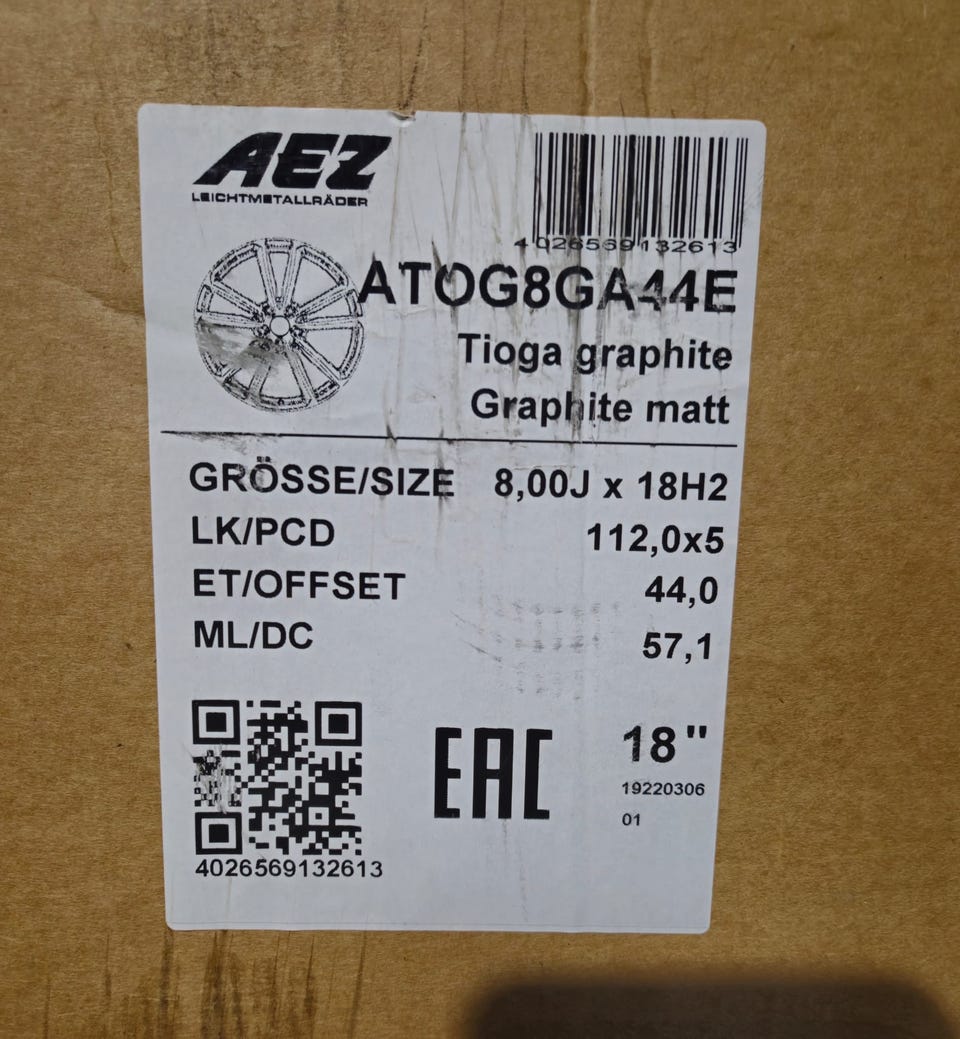 AEZ
LEICHTMETALLRÄDER
4026569132613
ATOG8GA44E
Tioga graphite
Graphite matt
GRÖSSE/SIZE 8,00J x 18H2
LK/PCD 112,0x5
ET/OFFSET 44,0
ML/DC 57,1
4026569132613
EAC
18"
19220306
01